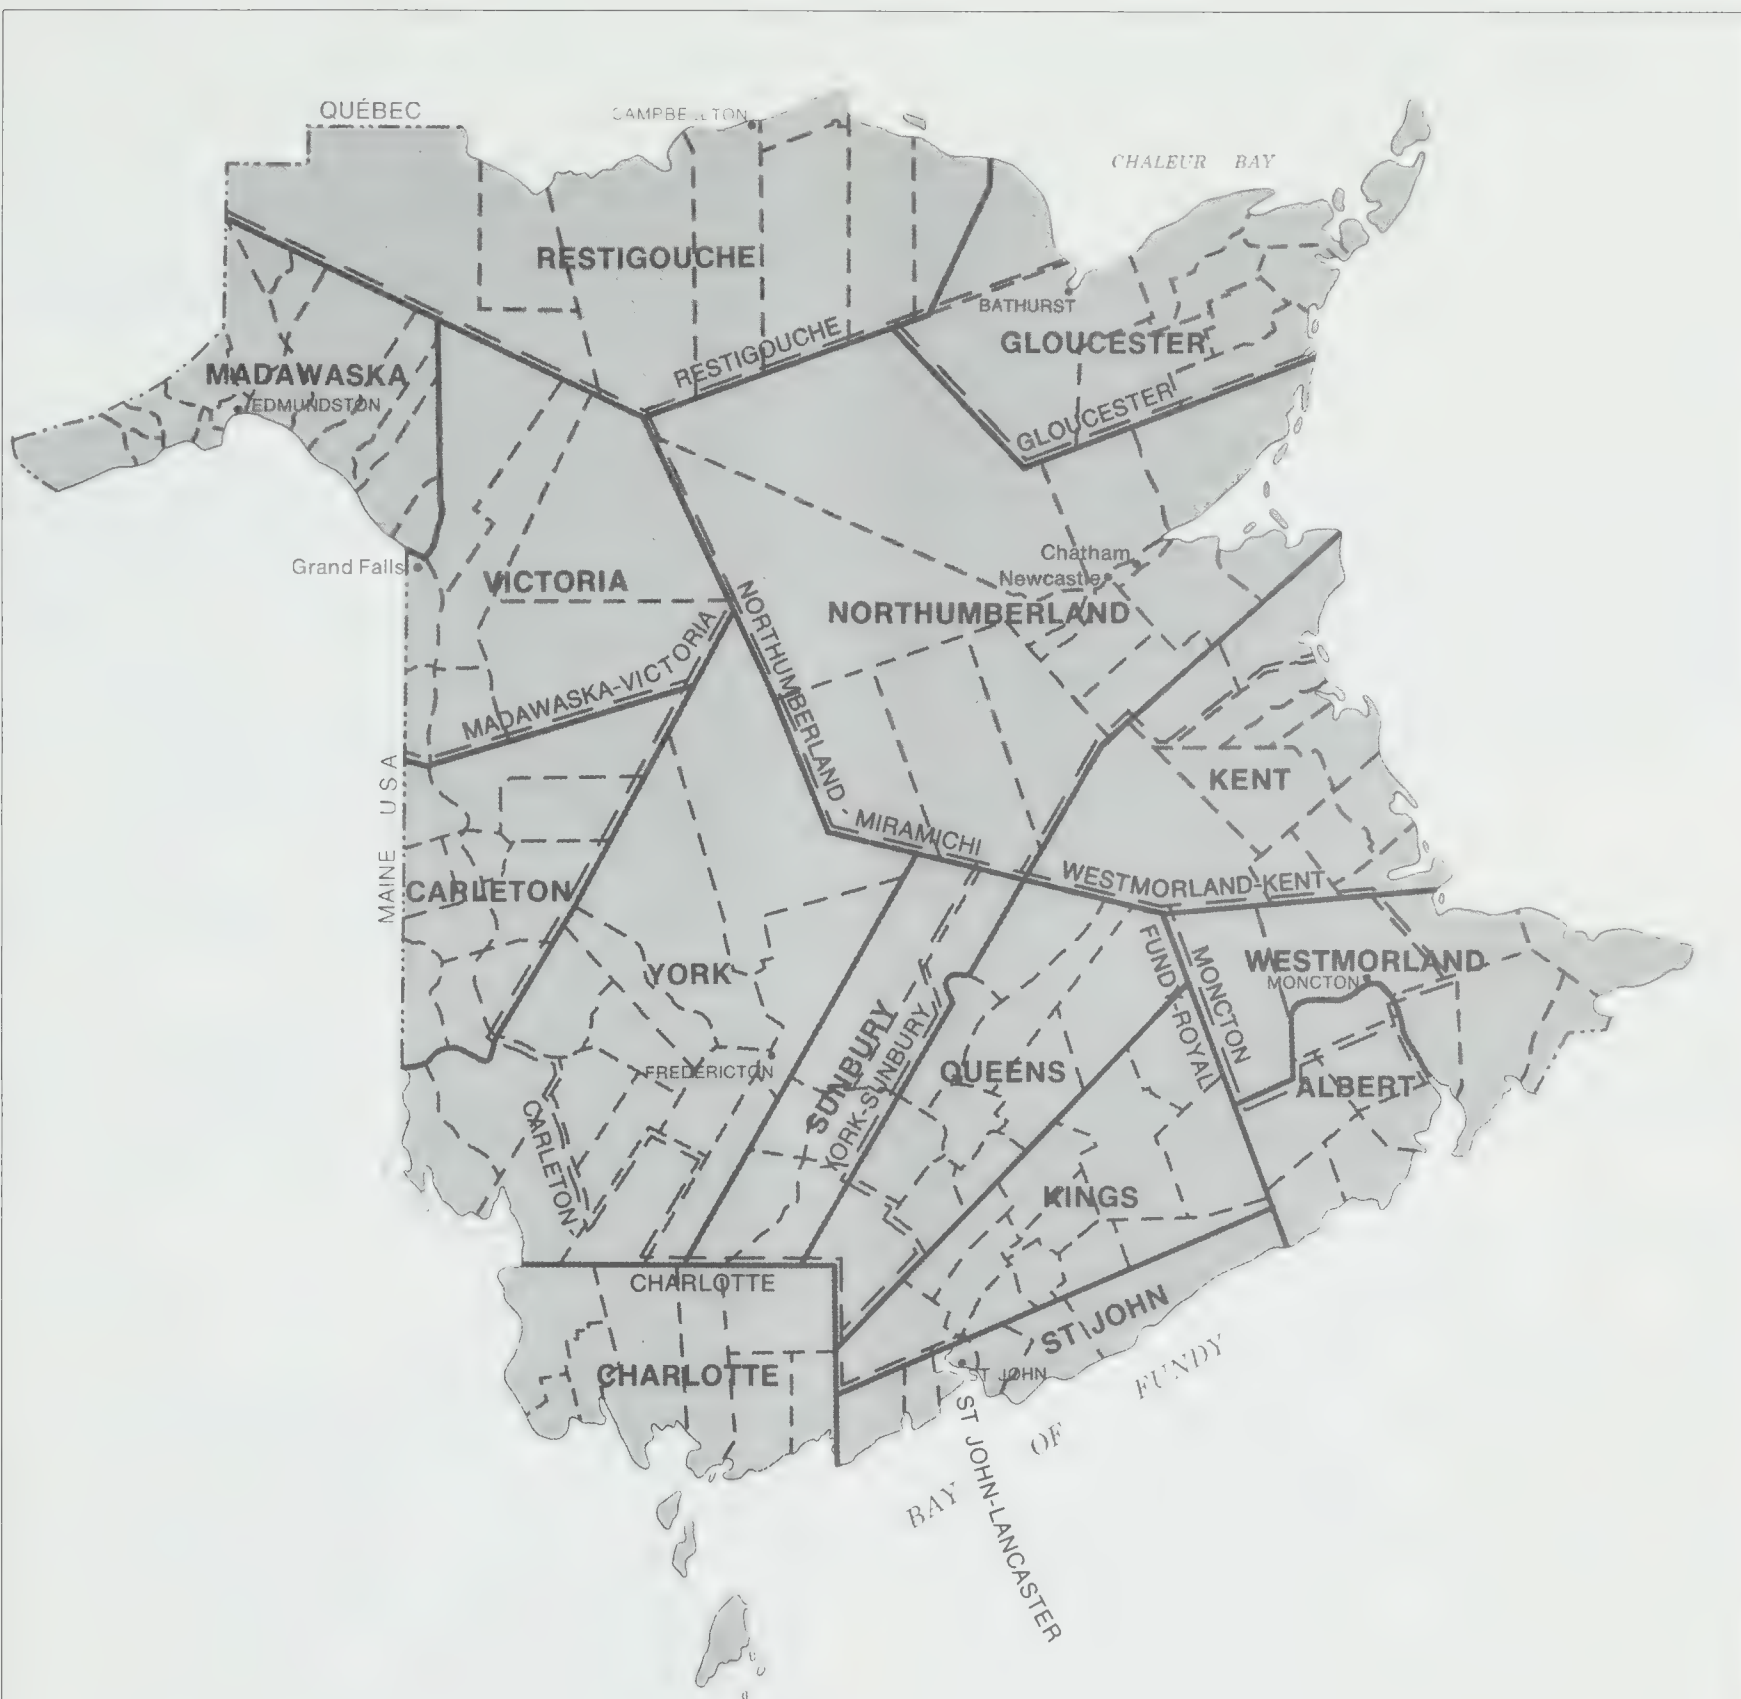 QUÉBEC
CAMPBELLTON
CHALEUR BAY
RESTIGOUCHE
BATHURST
GLOUCESTER
RESTIGOUCHE
MADAWASKA
EDMUNDSTON
GLOUCESTER
Grand Falls
VICTORIA
Chatham
Newcastle
NORTHUMBERLAND
NORTHUMBERLAND - MIRAMICHI
MADAWASKA-VICTORIA
MAINE USA
KENT
CARLETON
WESTMORLAND-KENT
YORK
WESTMORLAND
MONCTON
FUNDY-ROYAL
MONCTON
SUNBURY
YORK-SUNBURY
QUEENS
FREDERICTON
ALBERT
CARLETON
KINGS
CHARLOTTE
ST JOHN
CHARLOTTE
ST JOHN
ST JOHN-LANCASTER
BAY OF FUNDY